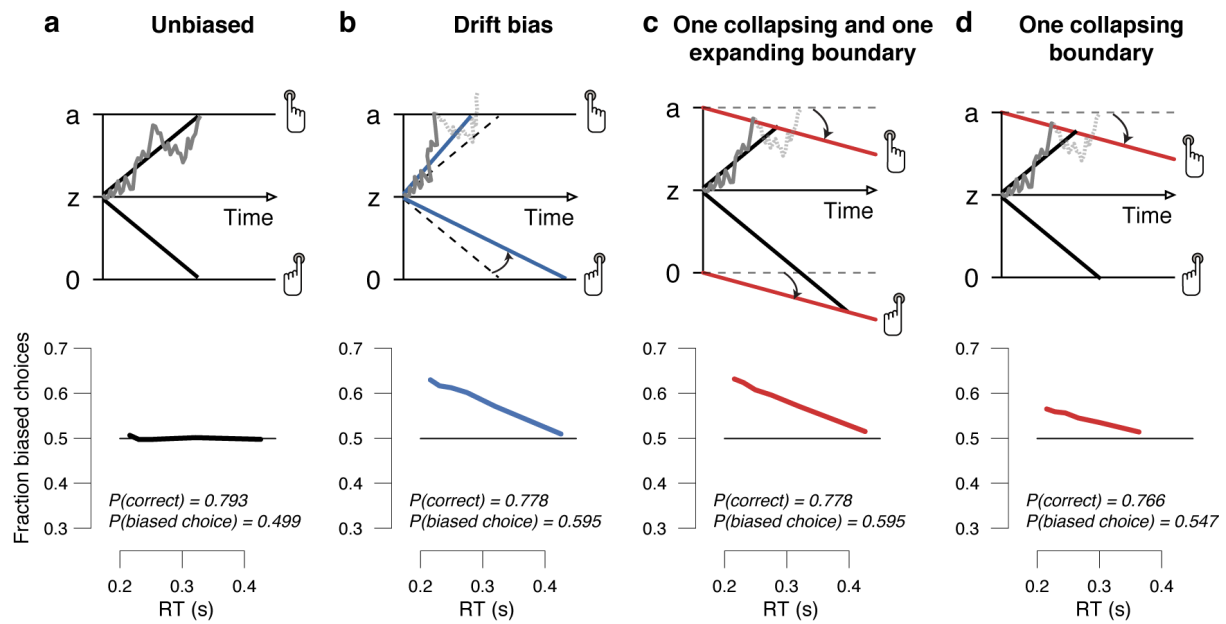 a Unbiased
a
z
Time
0
0.7
0.6
0.5
0.4
0.3
Fraction biased choices
P(correct) = 0.793
P(biased choice) = 0.499
0.2 0.3 0.4
RT (s)
b Drift bias
a
z
Time
0
0.7
0.6
0.5
0.4
0.3
P(correct) = 0.778
P(biased choice) = 0.595
0.2 0.3 0.4
RT (s)
c One collapsing and one
expanding boundary
a
z
Time
0
0.7
0.6
0.5
0.4
0.3
P(correct) = 0.778
P(biased choice) = 0.595
0.2 0.3 0.4
RT (s)
d One collapsing
boundary
a
z
Time
0
0.7
0.6
0.5
0.4
0.3
P(correct) = 0.766
P(biased choice) = 0.547
0.2 0.3 0.4
RT (s)